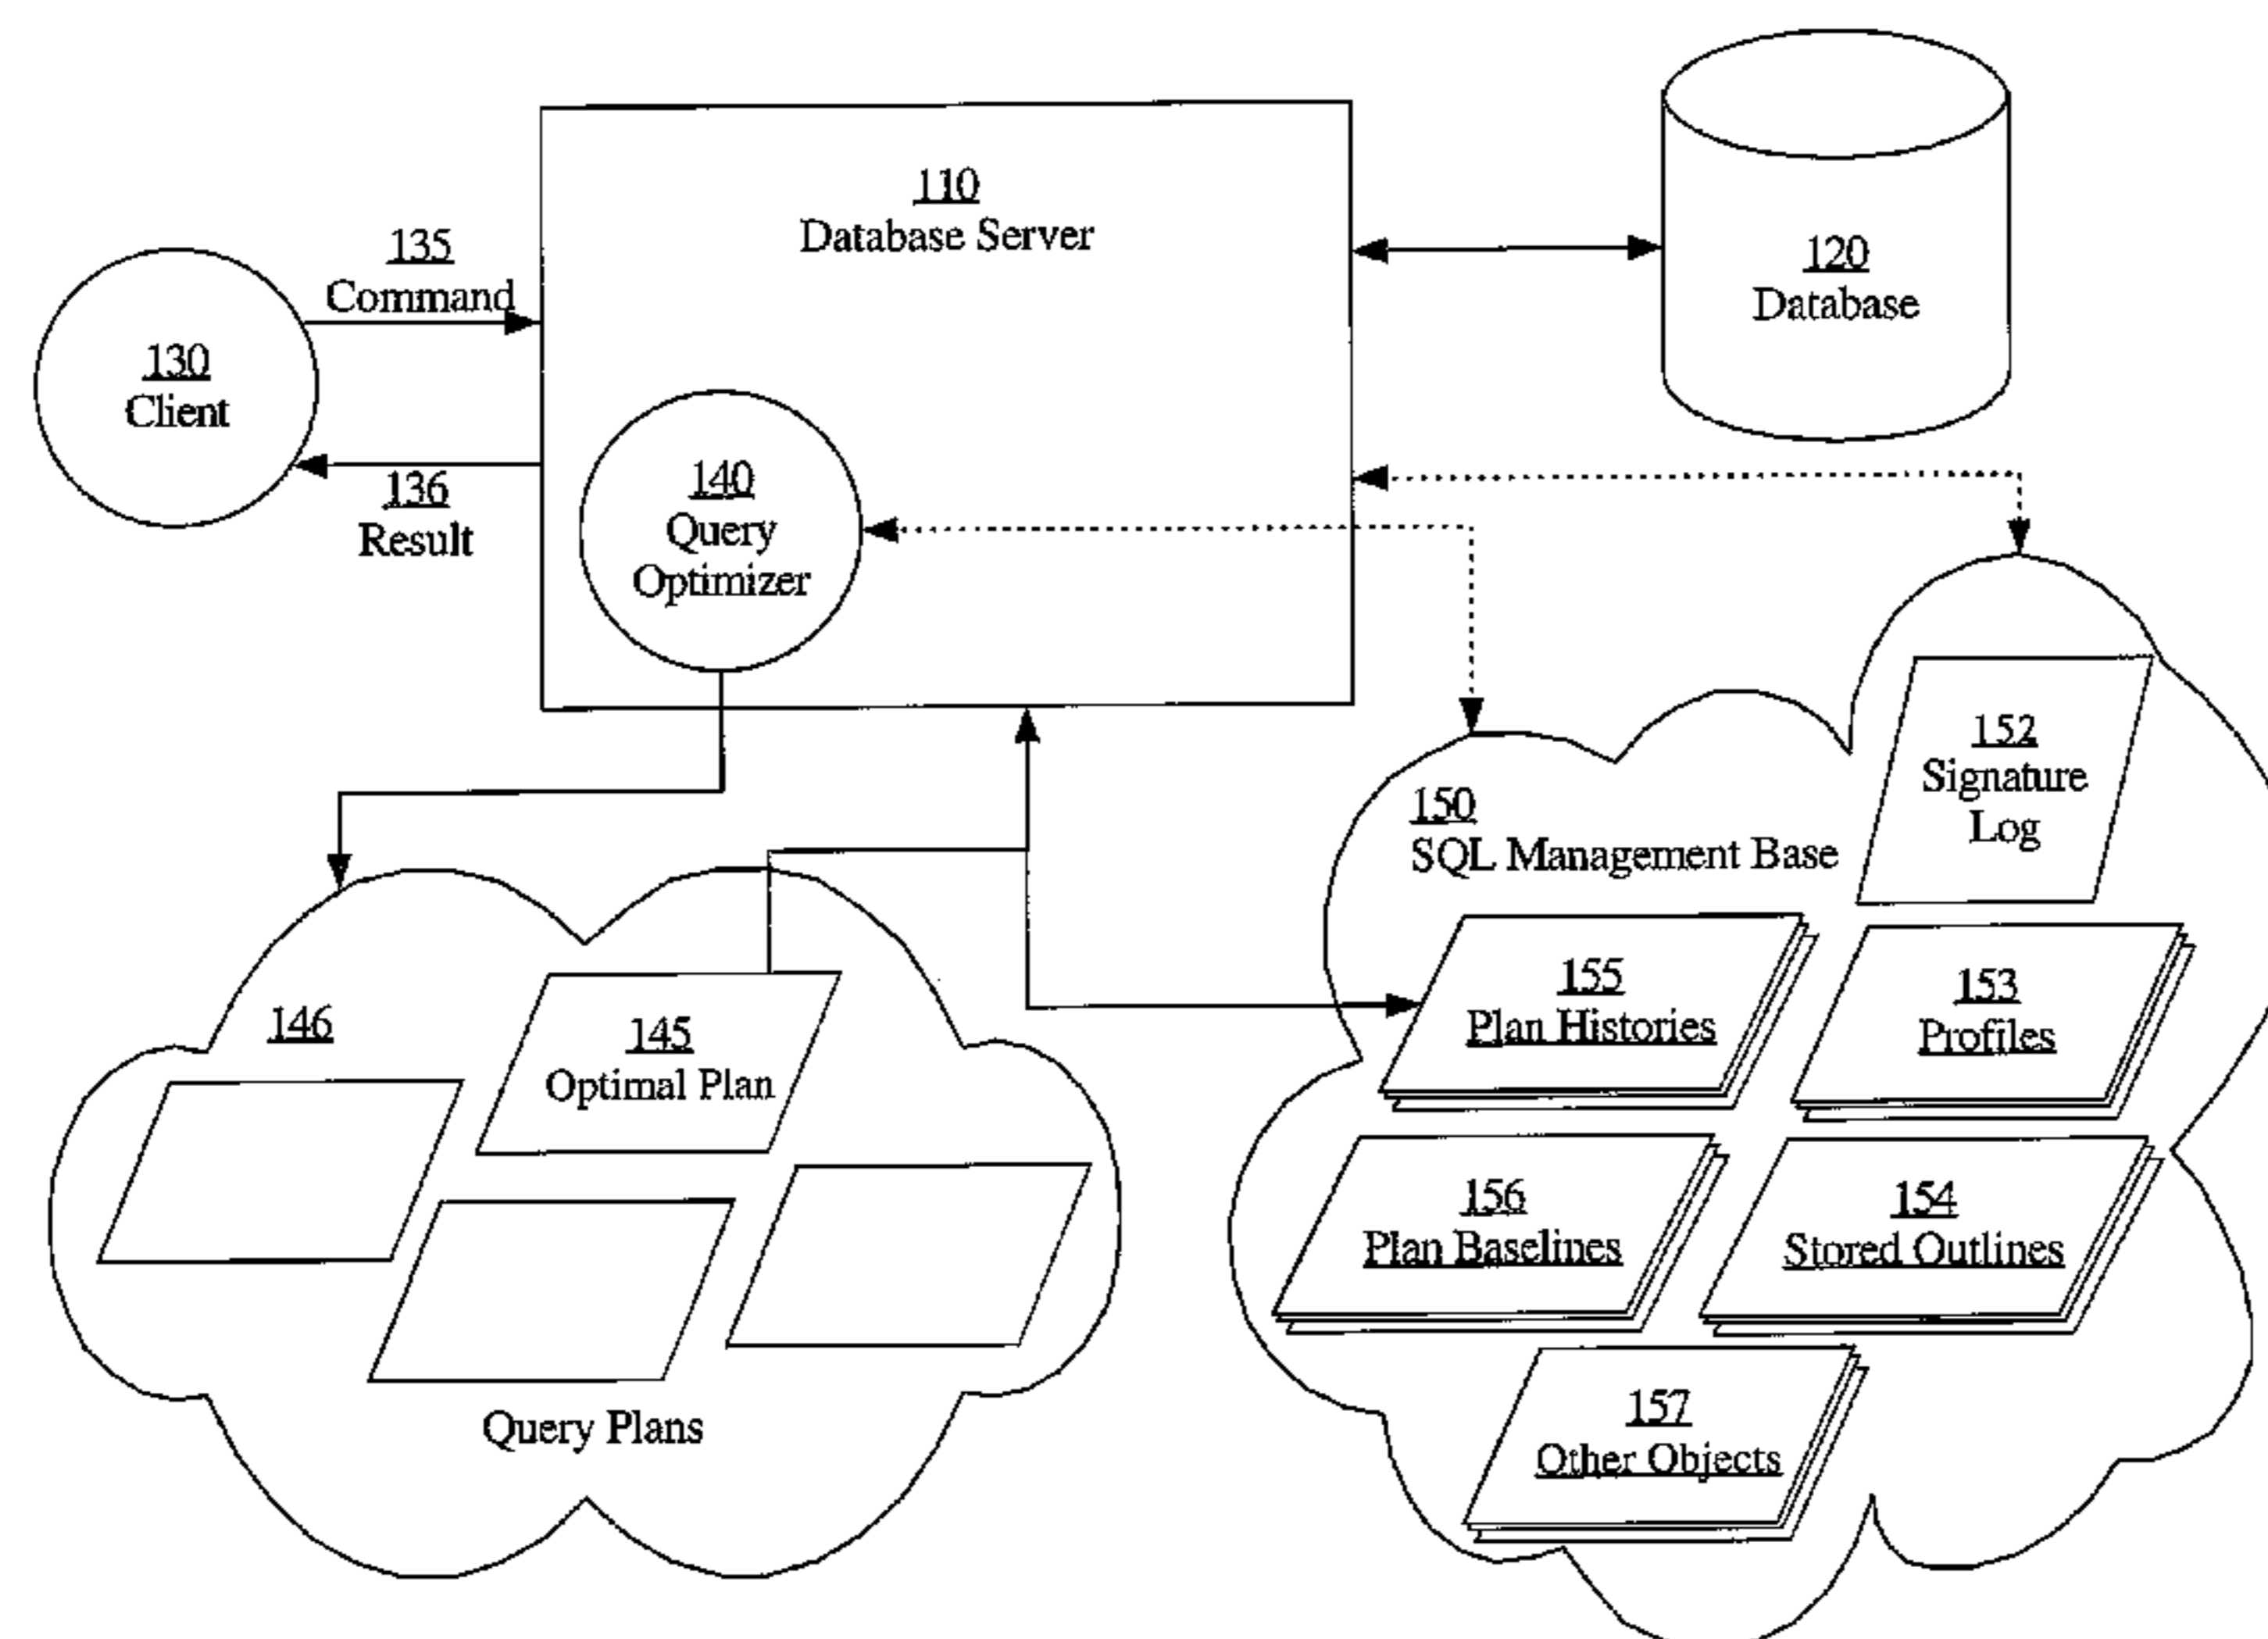 110
Database Server
120
Database
135
Command
130
Client
136
Result
140
Query
Optimizer
152
Signature
Log
150
SQL Management Base
146
145
Optimal Plan
Query Plans
155
Plan Histories
153
Profiles
156
Plan Baselines
154
Stored Outlines
157
Other Objects